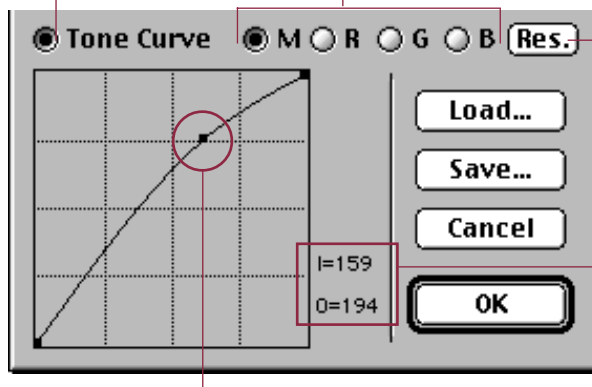 Tone Curve M R G B Res.
Load...
Save...
Cancel
I=159
O=194
OK